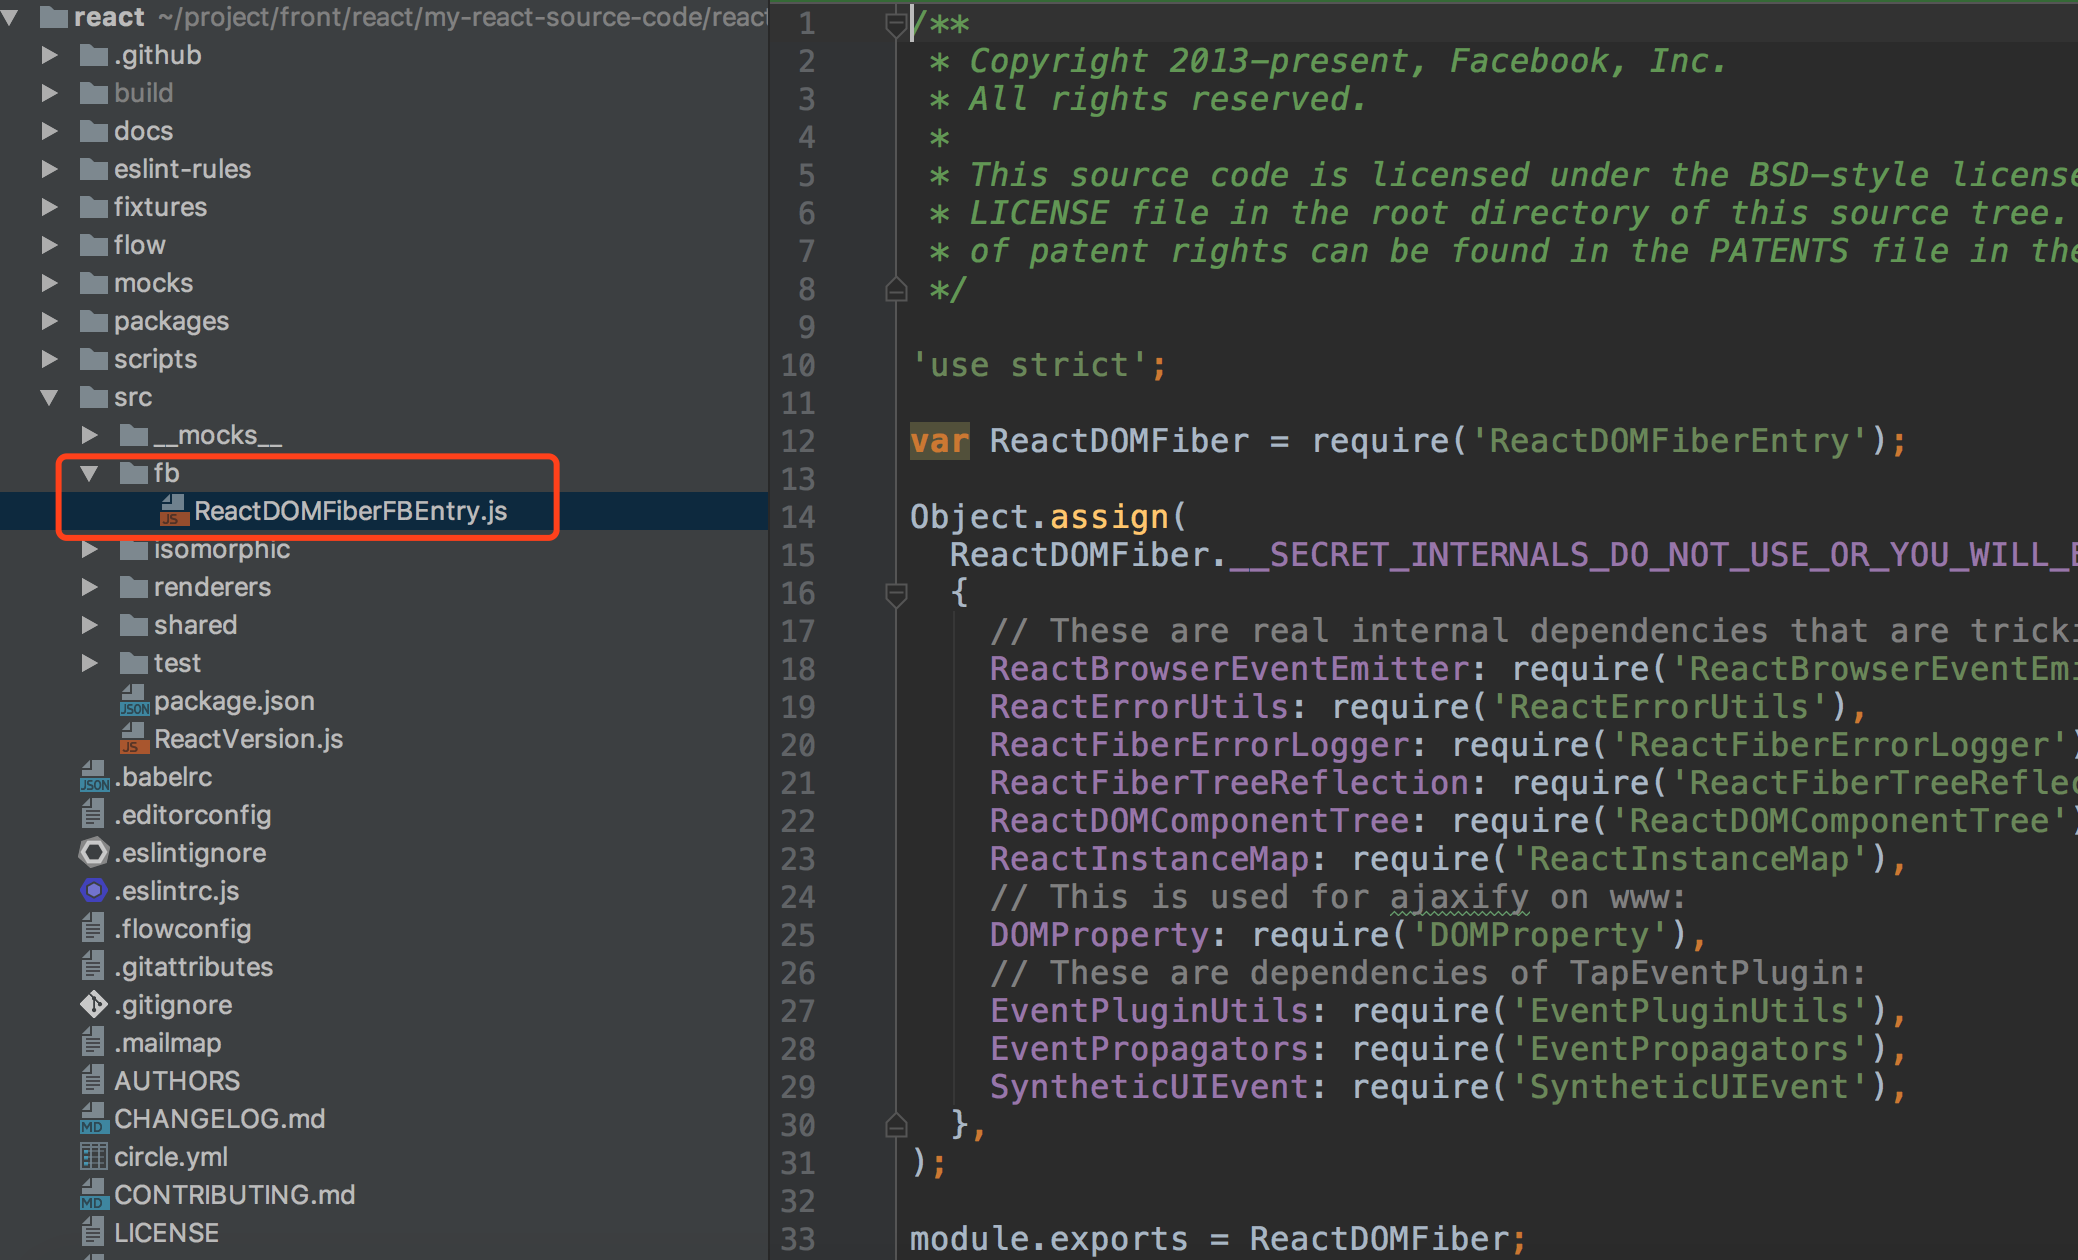 react ~/project/front/react/my-react-source-code/react
.github
build
docs
eslint-rules
fixtures
flow
mocks
packages
scripts
src
__mocks__
fb
JS ReactDOMFiberFBEntry.js
isomorphic
renderers
shared
test
JSON package.json
JS ReactVersion.js
JSON .babelrc
.editorconfig
.eslintignore
.eslintrc.js
.flowconfig
.gitattributes
.gitignore
.mailmap
AUTHORS
MD CHANGELOG.md
circle.yml
MD CONTRIBUTING.md
LICENSE
1 /**
2 * Copyright 2013-present, Facebook, Inc.
3 * All rights reserved.
4 *
5 * This source code is licensed under the BSD-style license
6 * LICENSE file in the root directory of this source tree.
7 * of patent rights can be found in the PATENTS file in the
8 */
9
10 'use strict';
11
12 var ReactDOMFiber = require('ReactDOMFiberEntry');
13
14 Object.assign(
15 ReactDOMFiber.__SECRET_INTERNALS_DO_NOT_USE_OR_YOU_WILL_
16 {
17 // These are real internal dependencies that are tricki
18 ReactBrowserEventEmitter: require('ReactBrowserEventEmi
19 ReactErrorUtils: require('ReactErrorUtils'),
20 ReactFiberErrorLogger: require('ReactFiberErrorLogger')
21 ReactFiberTreeReflection: require('ReactFiberTreeReflec
22 ReactDOMComponentTree: require('ReactDOMComponentTree')
23 ReactInstanceMap: require('ReactInstanceMap'),
24 // This is used for ajaxify on www:
25 DOMProperty: require('DOMProperty'),
26 // These are dependencies of TapEventPlugin:
27 EventPluginUtils: require('EventPluginUtils'),
28 EventPropagators: require('EventPropagators'),
29 SyntheticUIEvent: require('SyntheticUIEvent'),
30 },
31 );
32
33 module.exports = ReactDOMFiber;